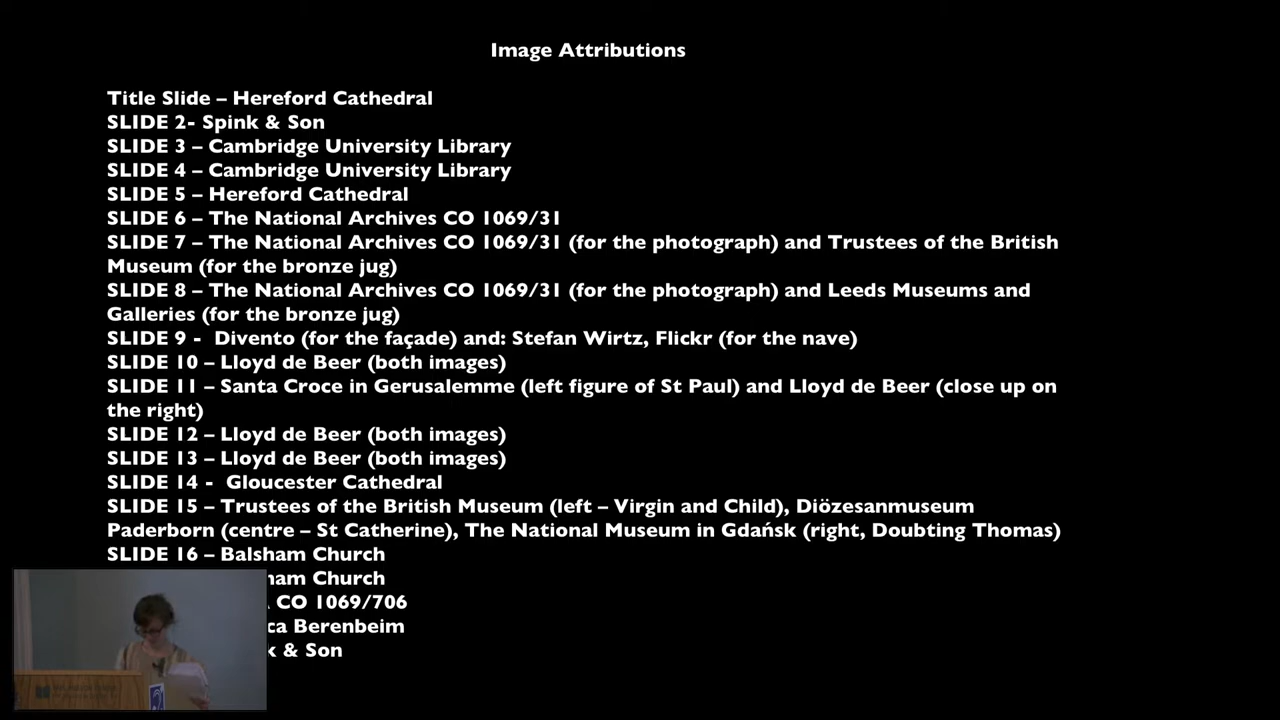 Image Attributions
Title Slide – Hereford Cathedral
SLIDE 2- Spink & Son
SLIDE 3 – Cambridge University Library
SLIDE 4 – Cambridge University Library
SLIDE 5 – Hereford Cathedral
SLIDE 6 – The National Archives CO 1069/31
SLIDE 7 – The National Archives CO 1069/31 (for the photograph) and Trustees of the British
Museum (for the bronze jug)
SLIDE 8 – The National Archives CO 1069/31 (for the photograph) and Leeds Museums and
Galleries (for the bronze jug)
SLIDE 9 - Divento (for the façade) and: Stefan Wirtz, Flickr (for the nave)
SLIDE 10 – Lloyd de Beer (both images)
SLIDE 11 – Santa Croce in Gerusalemme (left figure of St Paul) and Lloyd de Beer (close up on
the right)
SLIDE 12 – Lloyd de Beer (both images)
SLIDE 13 – Lloyd de Beer (both images)
SLIDE 14 - Gloucester Cathedral
SLIDE 15 – Trustees of the British Museum (left – Virgin and Child), Diözesanmuseum
Paderborn (centre – St Catherine), The National Museum in Gdańsk (right, Doubting Thomas)
SLIDE 16 – Balsham Church
ham Church
CO 1069/706
ca Berenbeim
k & Son